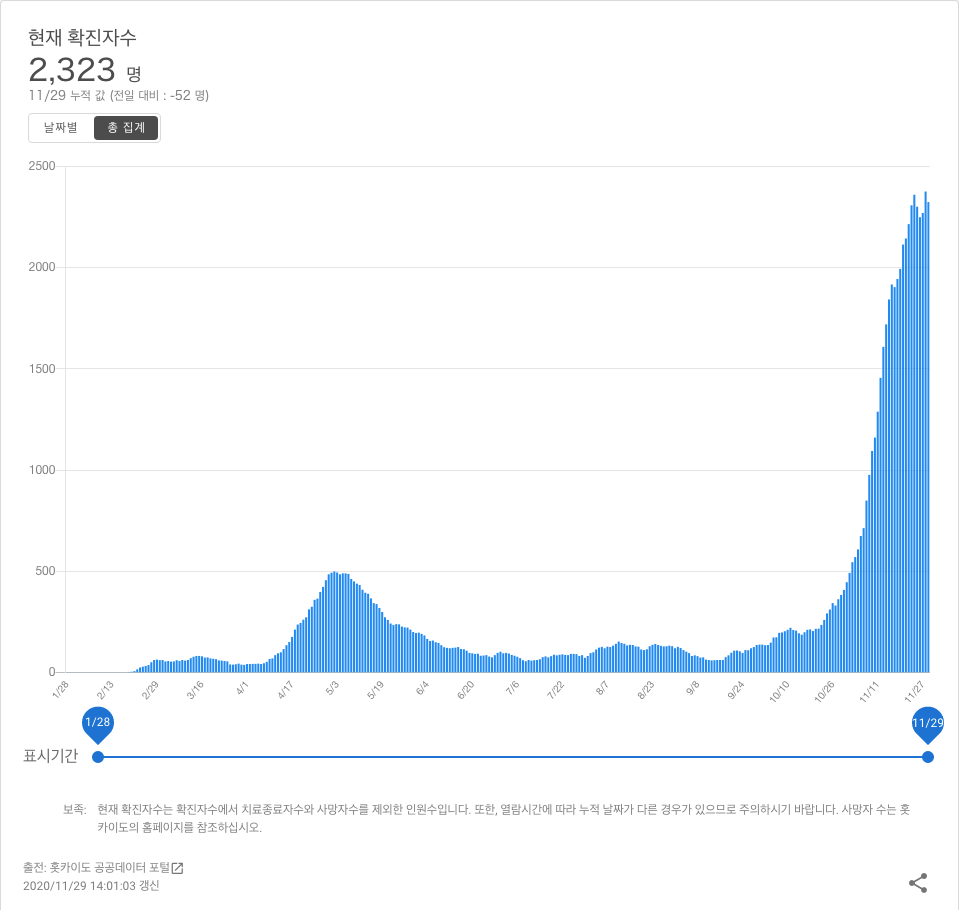 현재 확진자수
2,323 명
11/29 누적 값 (전일 대비 : -52 명)
날짜별 총 집계
2500
2000
1500
1000
500
0
1/28 2/13 2/29 3/16 4/1 4/17 5/3 5/19 6/4 6/20 7/6 7/22 8/7 8/23 9/8 9/24 10/10 10/26 11/11 11/27
1/28 11/29
표시기간
보족: 현재 확진자수는 확진자수에서 치료종료자수와 사망자수를 제외한 인원수입니다. 또한, 열람시간에 따라 누적 날짜가 다른 경우가 있으므로 주의하시기 바랍니다. 사망자 수는 홋
카이도의 홈페이지를 참조하십시오.
출전: 홋카이도 공공데이터 포털
2020/11/29 14:01:03 갱신